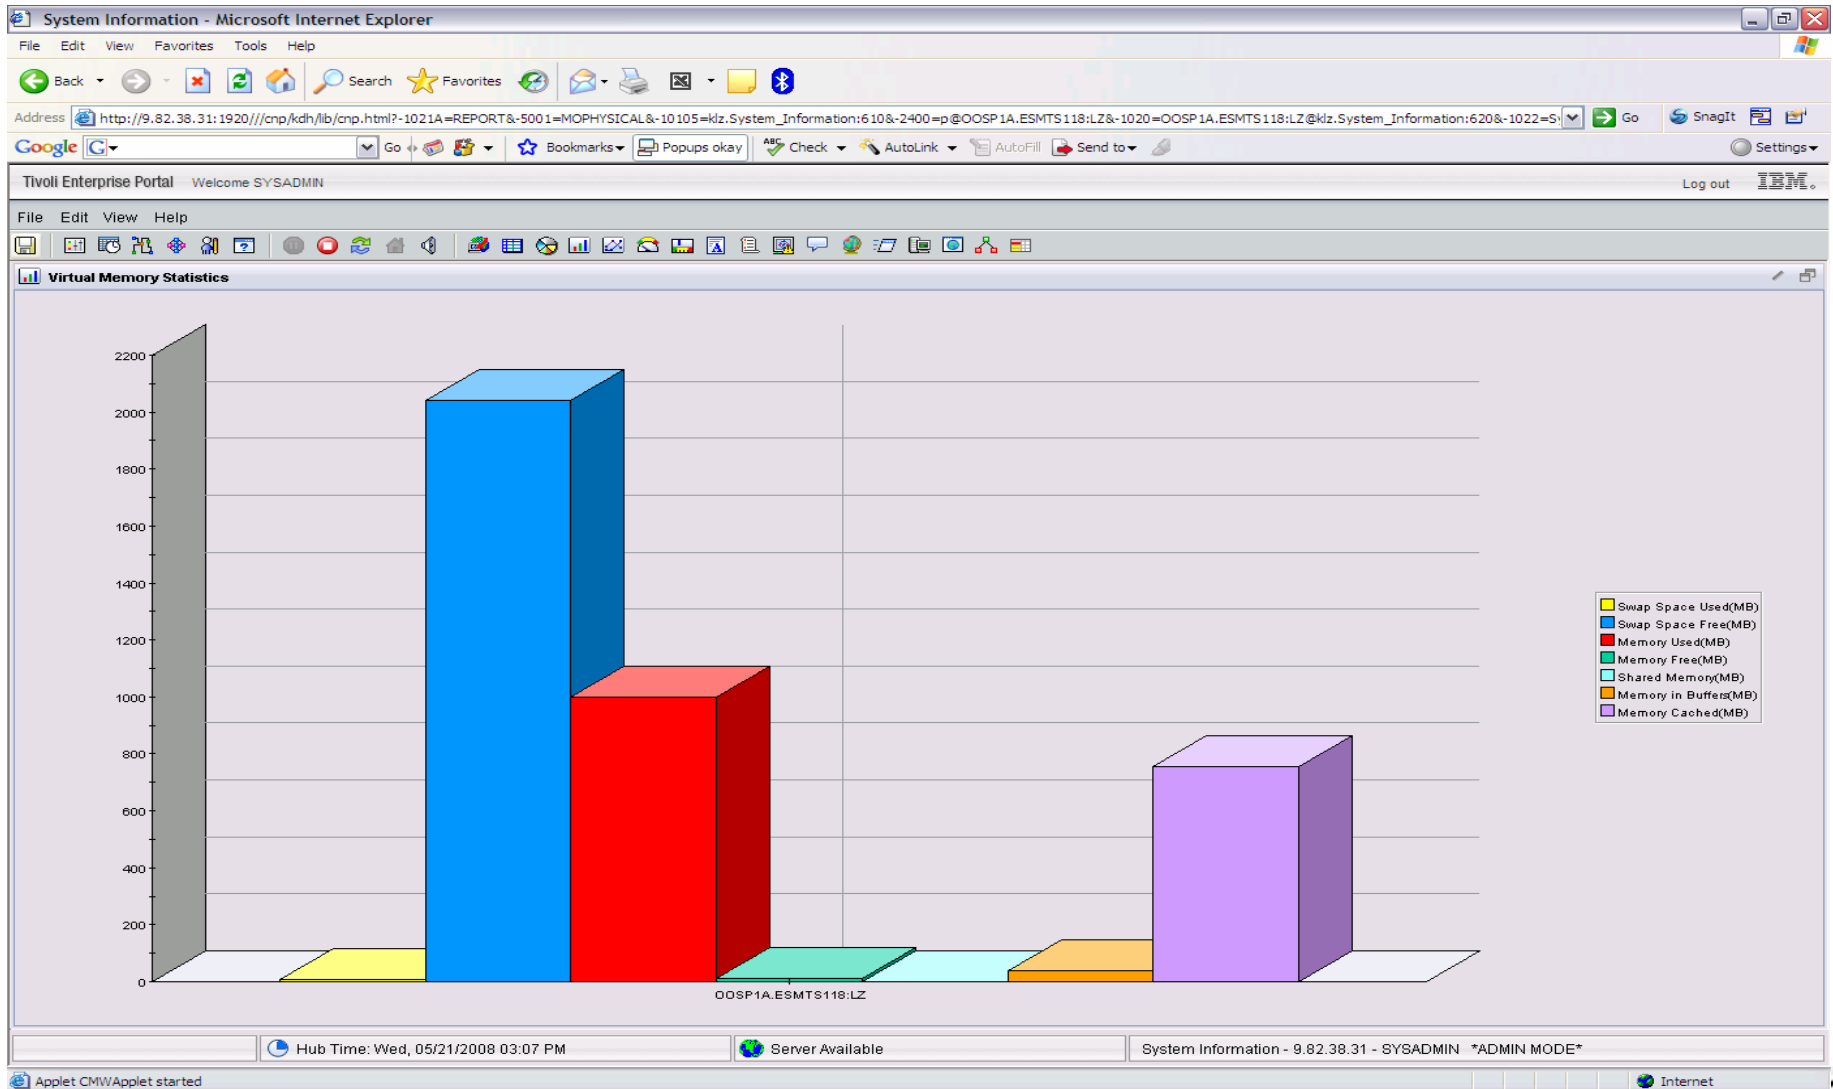 System Information - Microsoft Internet Explorer
File Edit View Favorites Tools Help
Back Search Favorites
Address http://9.82.38.31:1920///cnp/kdh/lib/cnp.html?-1021A=REPORT&-5001=MOPHYSICAL&-10105=klz.System_Information:610&-2400=p@OOSP1A.ESMTS118:LZ&-1020=OOSP1A.ESMTS118:LZ@klz.System_Information:620&-1022=S Go SnagIt
Google G Go Bookmarks Popups okay ABC Check AutoLink AutoFill Send to Settings
Tivoli Enterprise Portal Welcome SYSADMIN Log out IBM.
File Edit View Help
Virtual Memory Statistics
2200
2000
1800
1600
1400
1200
1000
800
600
400
200
0
OOSP1A.ESMTS118:LZ
Swap Space Used(MB)
Swap Space Free(MB)
Memory Used(MB)
Memory Free(MB)
Shared Memory(MB)
Memory in Buffers(MB)
Memory Cached(MB)
Hub Time: Wed, 05/21/2008 03:07 PM Server Available System Information - 9.82.38.31 - SYSADMIN *ADMIN MODE*
Applet CMWApplet started Internet